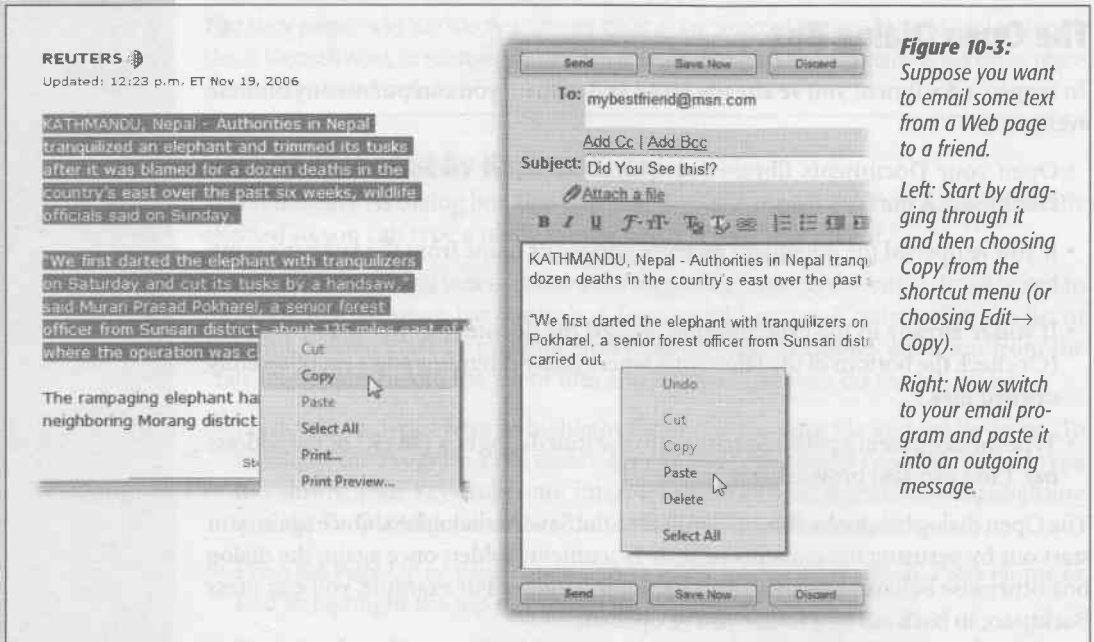 REUTERS
Updated: 12:23 p.m. ET Nov 19, 2006
KATHMANDU, Nepal - Authorities in Nepal
tranquilized an elephant and trimmed its tusks
after it was blamed for a dozen deaths in the
country's east over the past six weeks, wildlife
officials said on Sunday.
"We first darted the elephant with tranquilizers
on Saturday and cut its tusks by a handsaw,"
said Murari Prasad Pokharel, a senior forest
officer from Sunsari district, about 135 miles east of
where the operation was c
The rampaging elephant ha
neighboring Morang district
Cut
Copy
Paste
Select All
Print...
Print Preview...
Send Save Now Discard
To: mybestfriend@msn.com
Add Cc | Add Bcc
Subject: Did You See this!?
Attach a file
B I U
KATHMANDU, Nepal - Authorities in Nepal tranqu
dozen deaths in the country's east over the past
"We first darted the elephant with tranquilizers on
Pokharel, a senior forest officer from Sunsari distr
carried out.
Undo
Cut
Copy
Paste
Delete
Select All
Send Save Now Discard
Figure 10-3:
Suppose you want
to email some text
from a Web page
to a friend.
Left: Start by drag-
ging through it
and then choosing
Copy from the
shortcut menu (or
choosing Edit→
Copy).
Right: Now switch
to your email pro-
gram and paste it
into an outgoing
message.